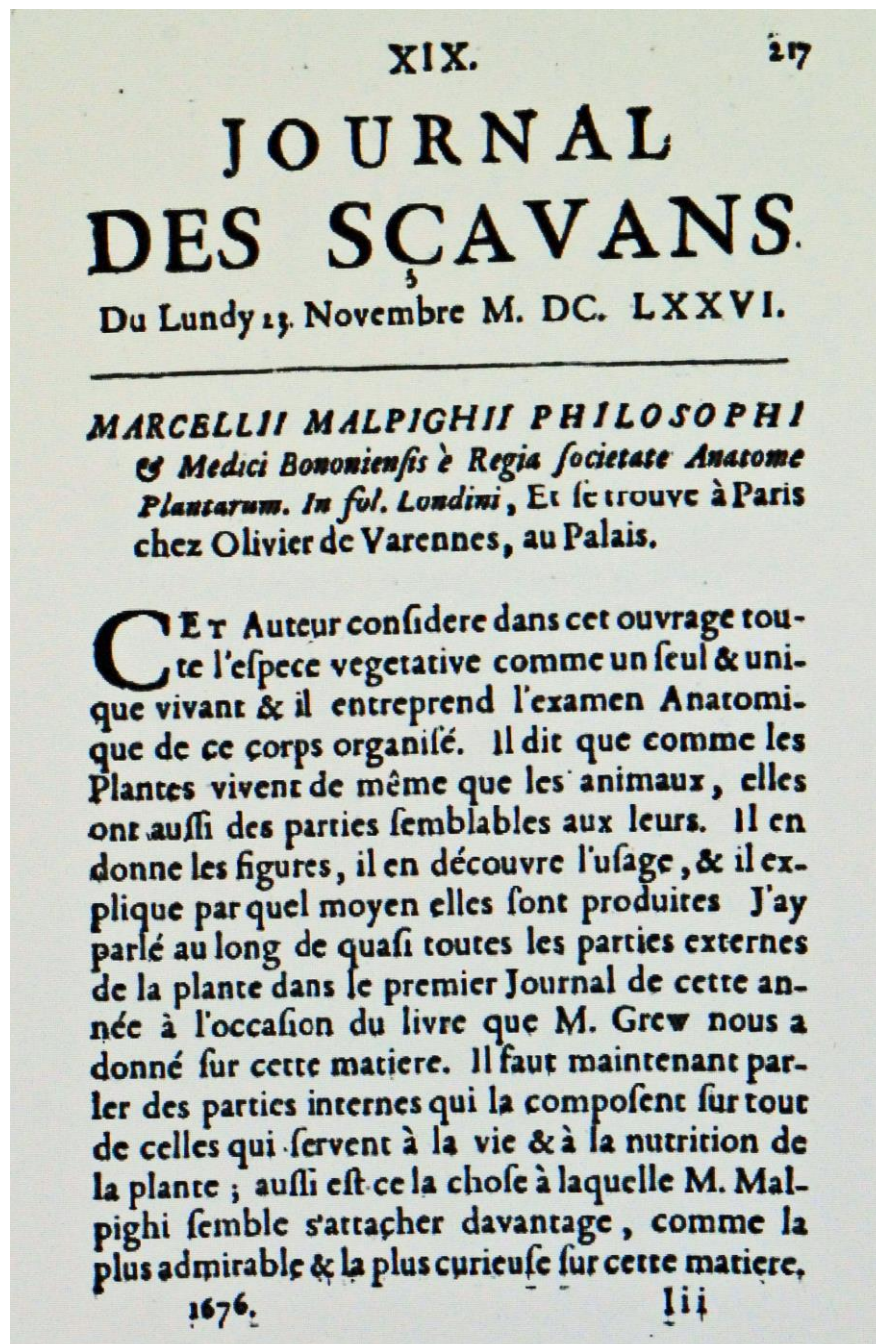 XIX. 217
JOURNAL
DES SÇAVANS.
Du Lundy 23. Novembre M. DC. LXXVI.
MARCELLII MALPIGHII PHILOSOPHI
& Medici Bononienſis è Regia ſocietate Anatome
Plantarum. In fol. Londini, Et ſe trouve à Paris
chez Olivier de Varennes, au Palais.
CET Auteur conſidere dans cet ouvrage tou-
te l'eſpece vegetative comme un ſeul & uni-
que vivant & il entreprend l'examen Anatomi-
que de ce corps organiſé. Il dit que comme les
Plantes vivent de même que les animaux, elles
ont auſſi des parties ſemblables aux leurs. Il en
donne les figures, il en découvre l'uſage, & il ex-
plique par quel moyen elles ſont produites J'ay
parlé au long de quaſi toutes les parties externes
de la plante dans le premier Journal de cette an-
née à l'occaſion du livre que M. Grew nous a
donné ſur cette matiere. Il faut maintenant par-
ler des parties internes qui la compoſent ſur tout
de celles qui ſervent à la vie & à la nutrition de
la plante ; auſſi eſt-ce la choſe à laquelle M. Mal-
pighi ſemble s'attacher davantage, comme la
plus admirable & la plus curieuſe ſur cette matiere,
1676. Iii